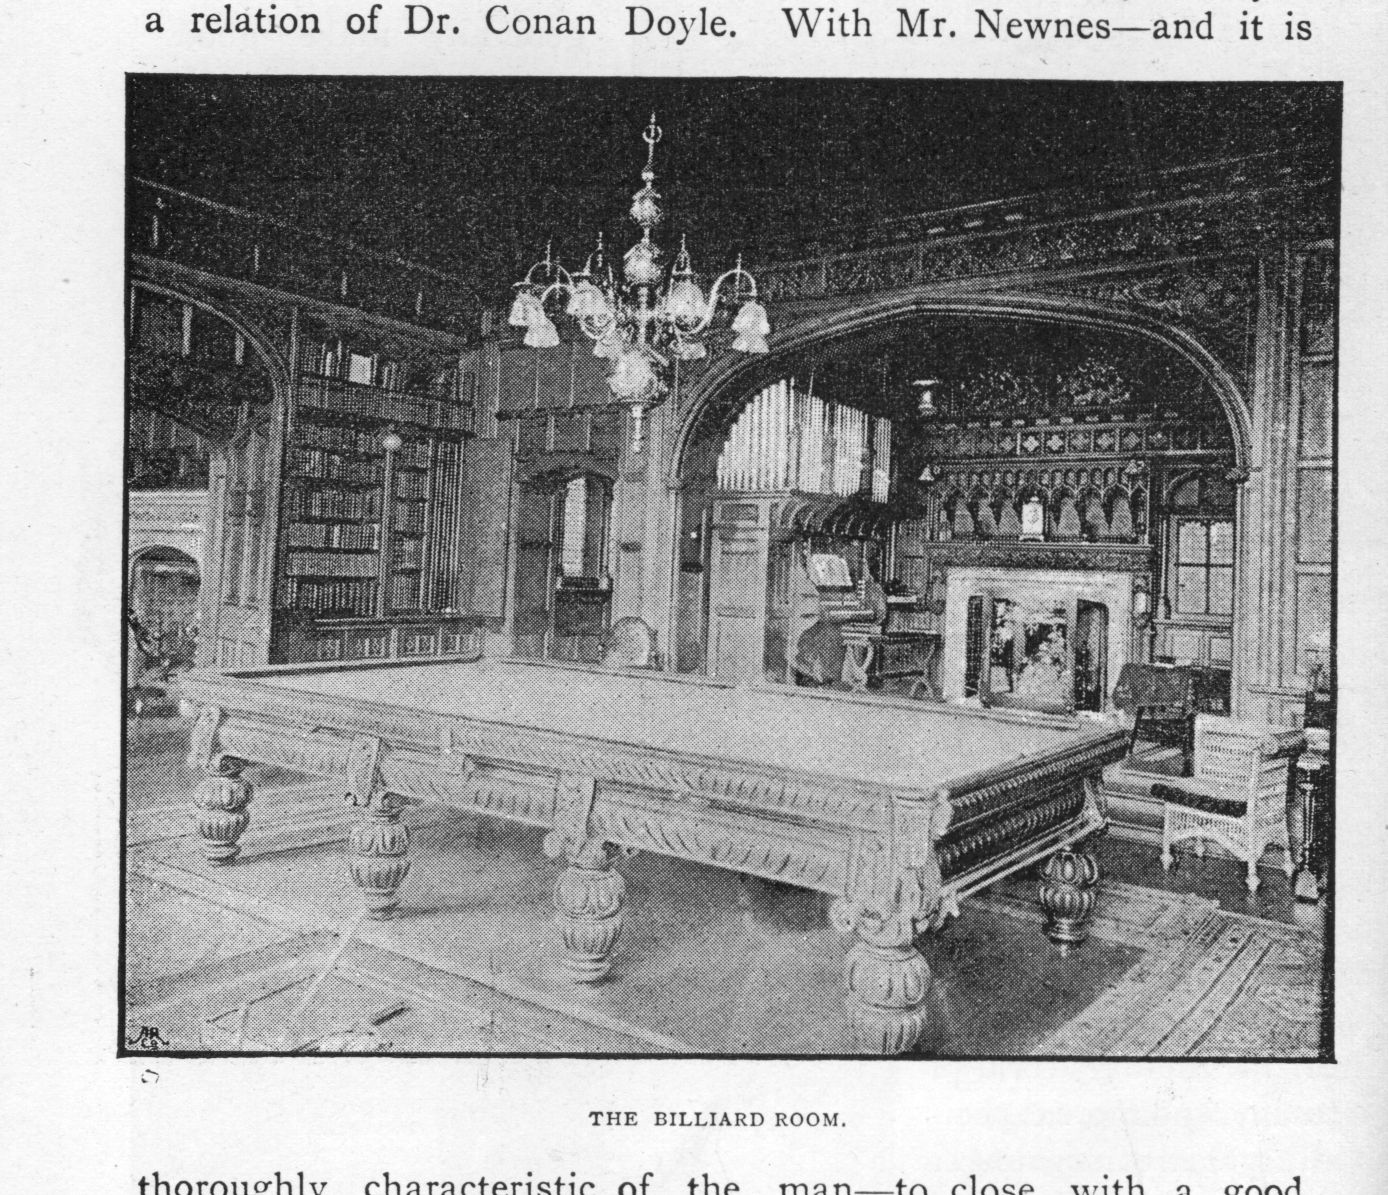 a relation of Dr. Conan Doyle. With Mr. Newnes—and it is
THE BILLIARD ROOM.
thoroughly characteristic of the man—to close with a good